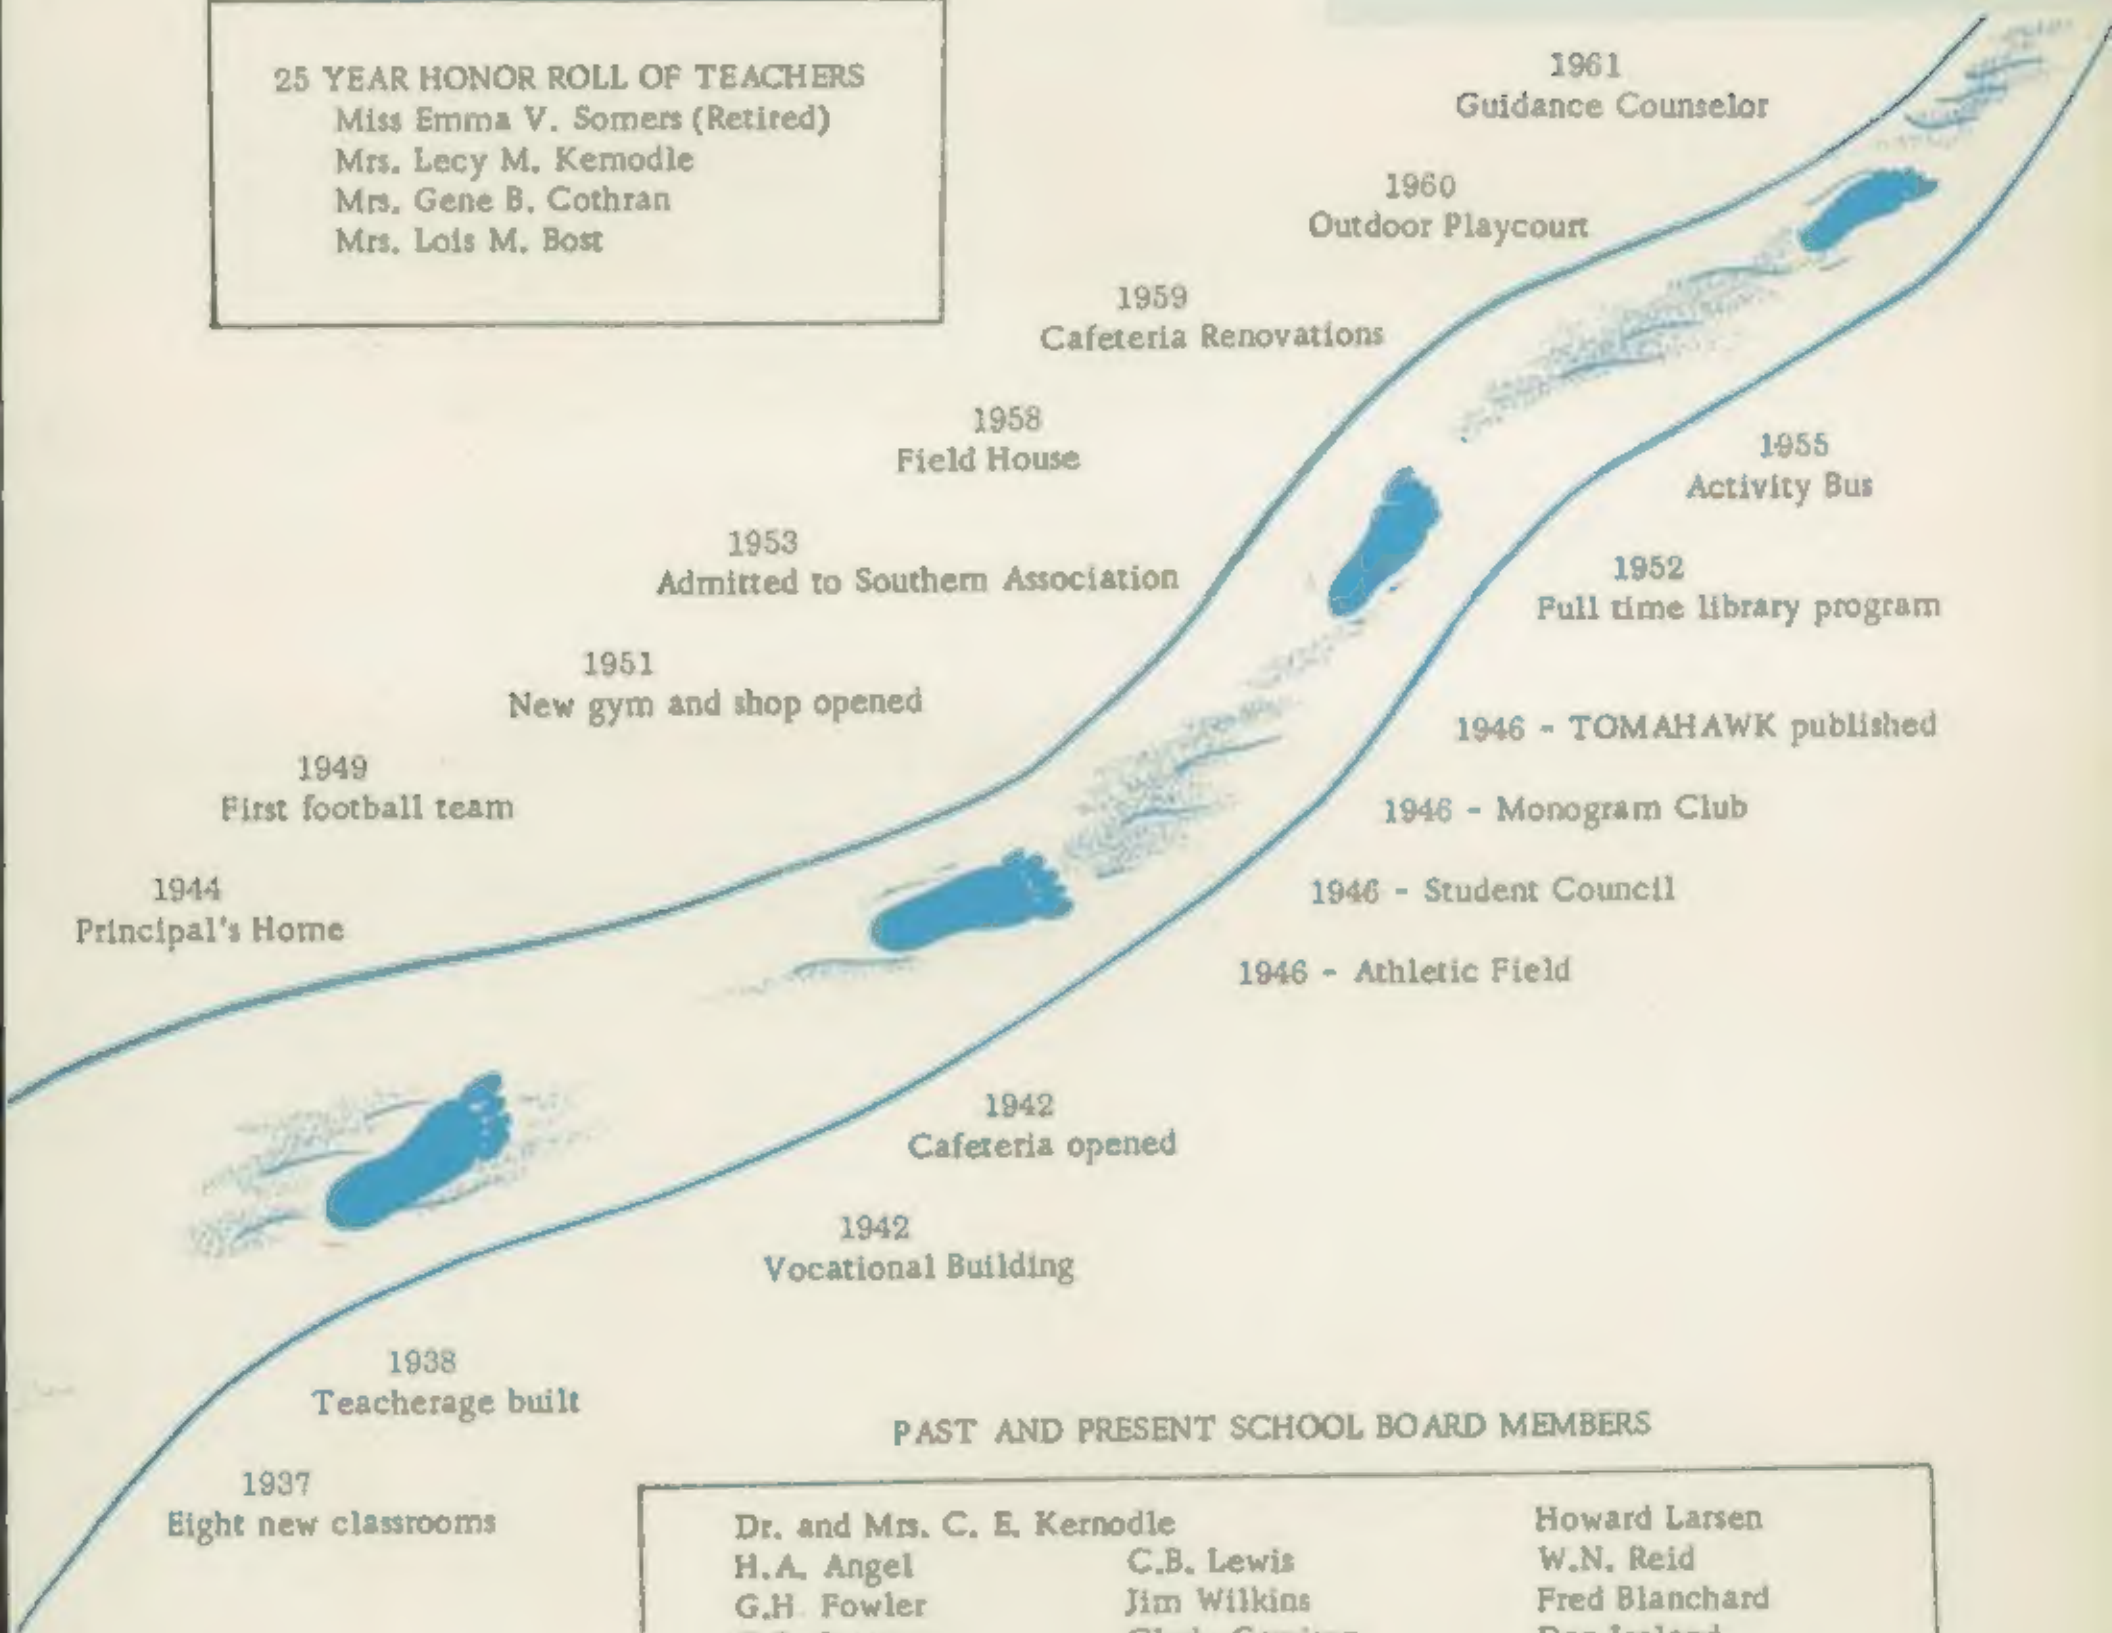 25 YEAR HONOR ROLL OF TEACHERS
Miss Emma V. Somers (Retired)
Mrs. Lecy M. Kernodle
Mrs. Gene B. Cothran
Mrs. Lois M. Bost
1961
Guidance Counselor
1960
Outdoor Playcourt
1959
Cafeteria Renovations
1958
Field House
1953
Admitted to Southern Association
1951
New gym and shop opened
1949
First football team
1944
Principal's Home
1955
Activity Bus
1952
Full time library program
1946 - TOMAHAWK published
1946 - Monogram Club
1946 - Student Council
1946 - Athletic Field
1942
Cafeteria opened
1942
Vocational Building
1938
Teacherage built
1937
Eight new classrooms
PAST AND PRESENT SCHOOL BOARD MEMBERS
Dr. and Mrs. C. E. Kernodle
H.A. Angel
G.H Fowler
C.B. Lewis
Jim Wilkins
Howard Larsen
W.N. Reid
Fred Blanchard